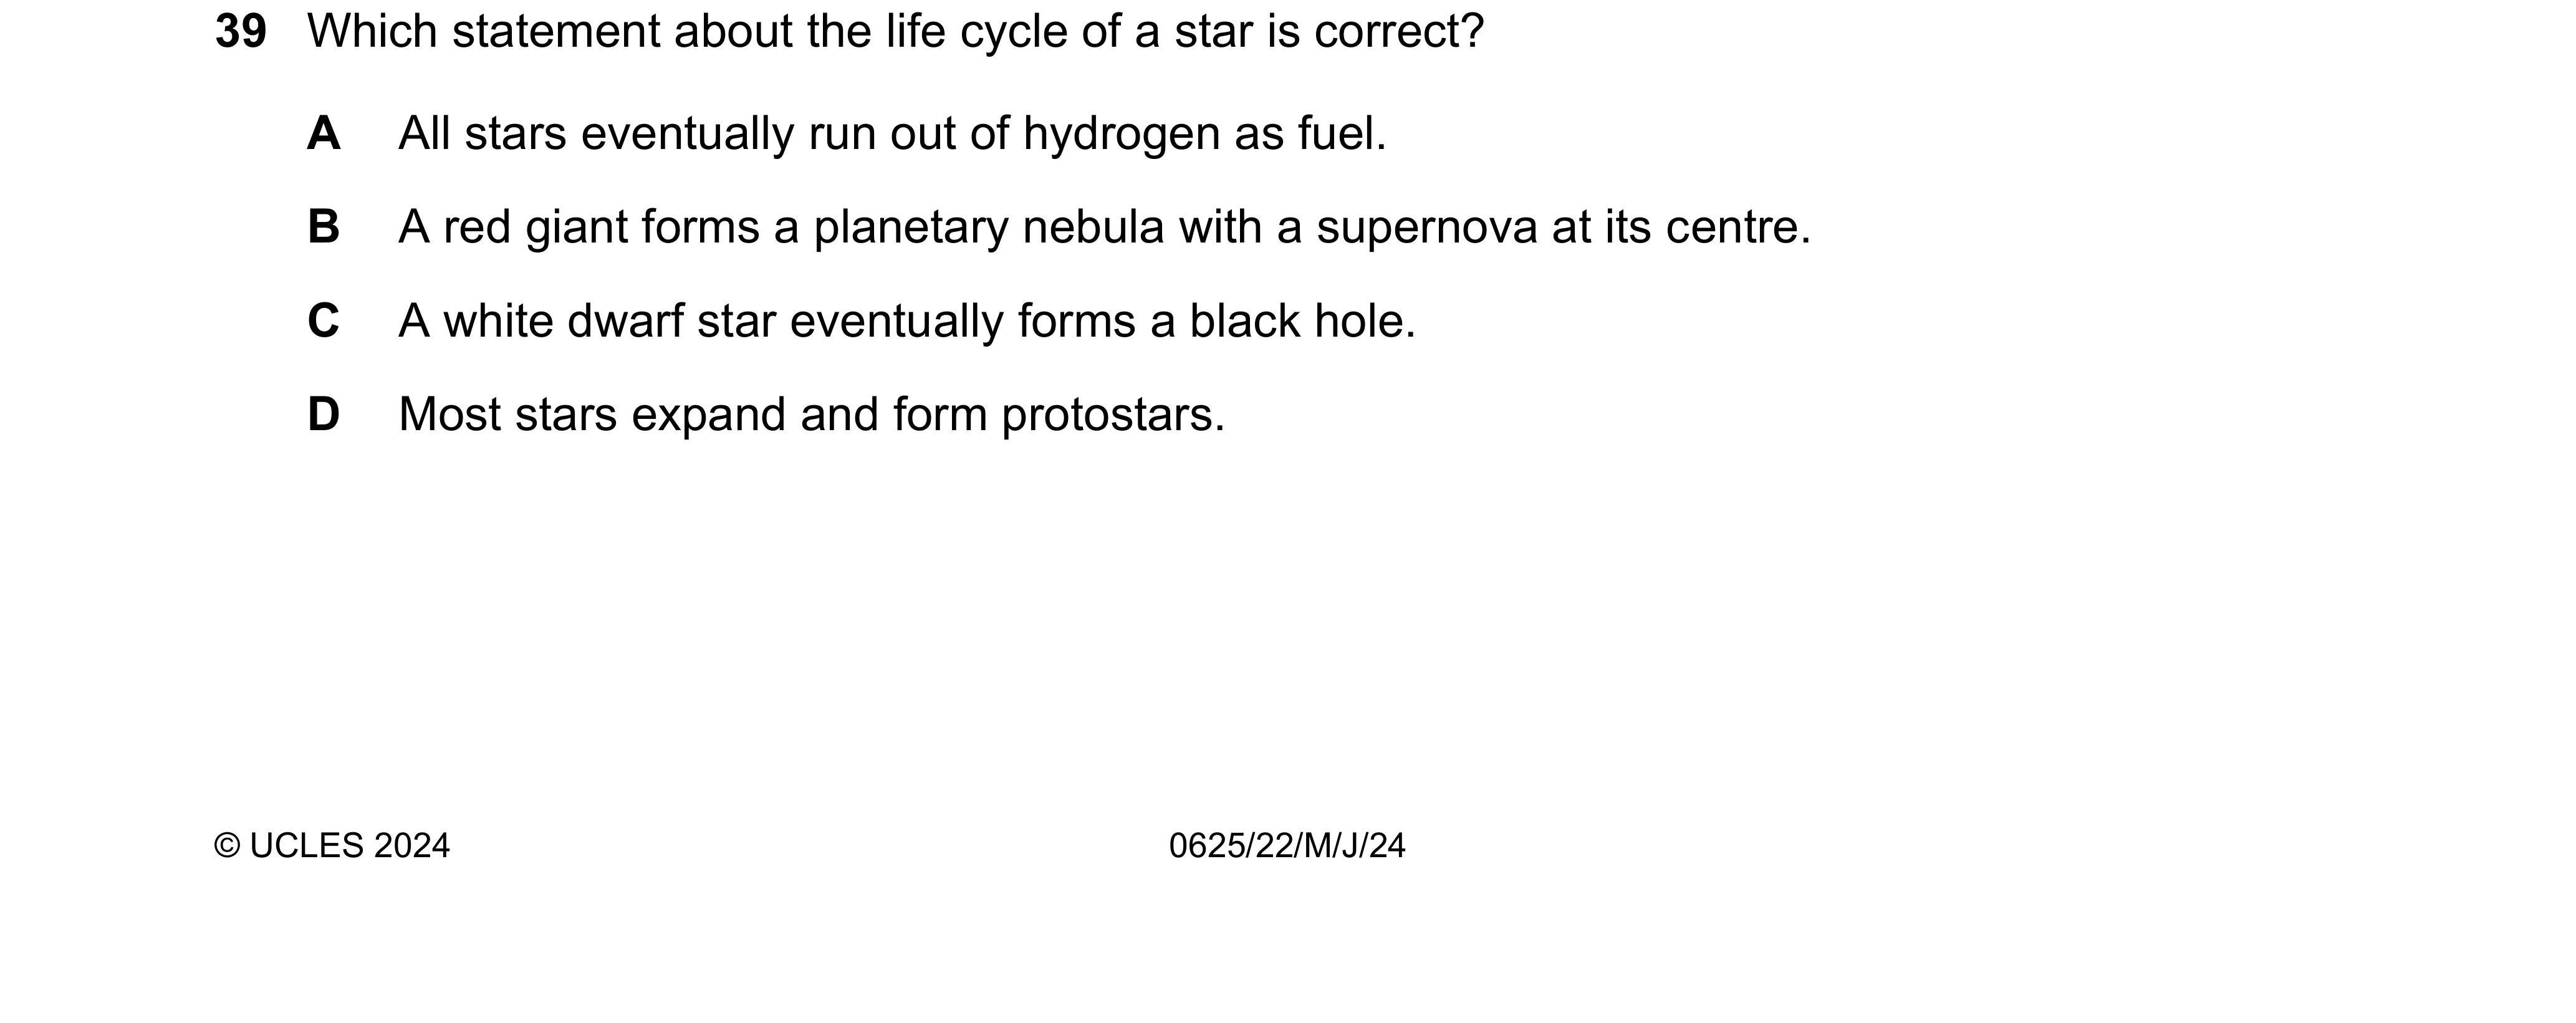 39 Which statement about the life cycle of a star is correct?
A All stars eventually run out of hydrogen as fuel.
B A red giant forms a planetary nebula with a supernova at its centre.
C A white dwarf star eventually forms a black hole.
D Most stars expand and form protostars.
© UCLES 2024 0625/22/M/J/24